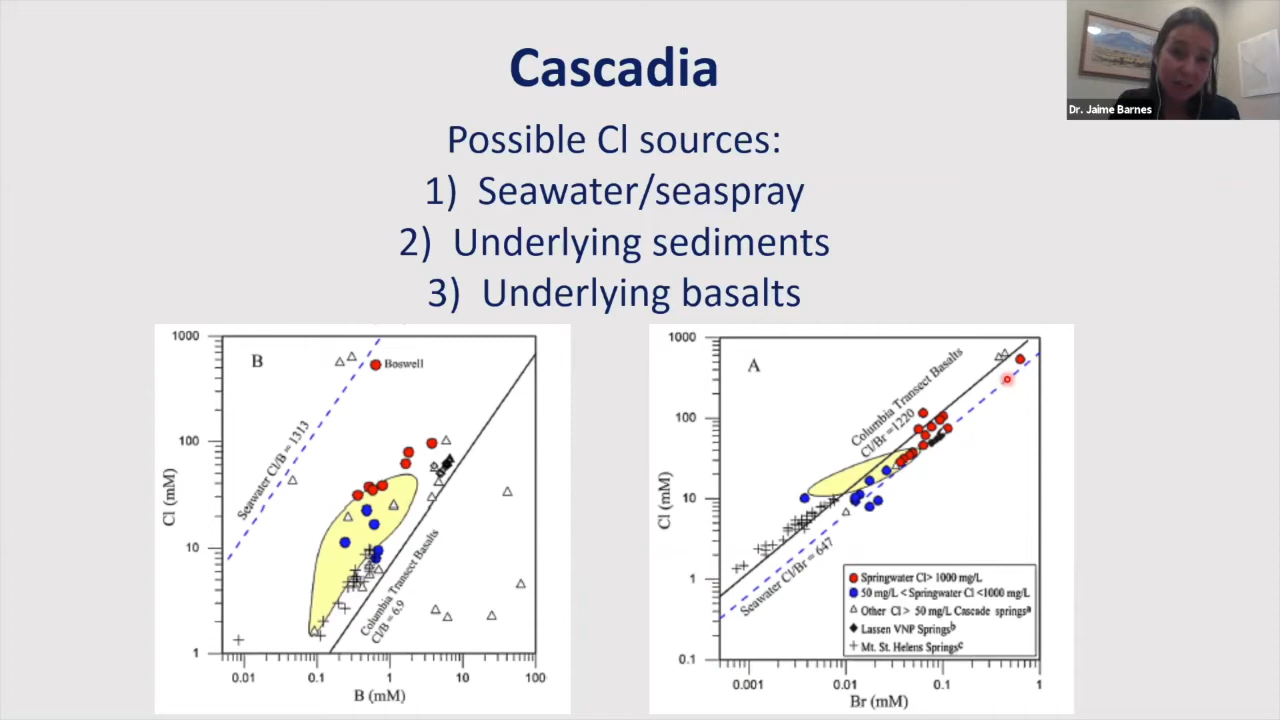 Cascadia
Dr. Jaime Barnes
Possible Cl sources:
1) Seawater/seaspray
2) Underlying sediments
3) Underlying basalts
B
Boswell
Seawater Cl/B = 1313
Columbia Transect Basalts
Cl/B = 6.9
1000
100
10
1
Cl (mM)
0.01
0.1
1
10
100
B (mM)
A
Columbia Transect Basalts
Cl/Br =1220
Seawater Cl/Br = 647
1000
100
10
1
0.1
Cl (mM)
Springwater Cl> 1000 mg/L
50 mg/L < Springwater Cl <1000 mg/L
Other Cl > 50 mg/L Cascade springsa
Lassen VNP Springsb
Mt. St. Helens Springsc
0.001
0.01
0.1
1
Br (mM)